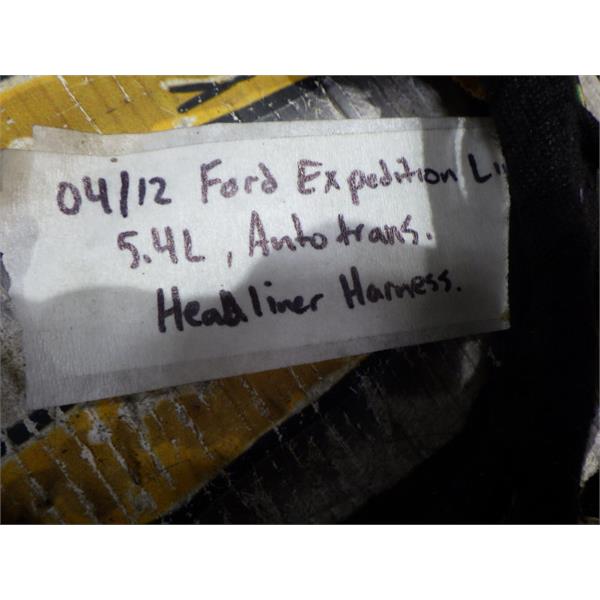 04/12 Ford Expedition
5.4L, Auto trans.
Headliner Harness.